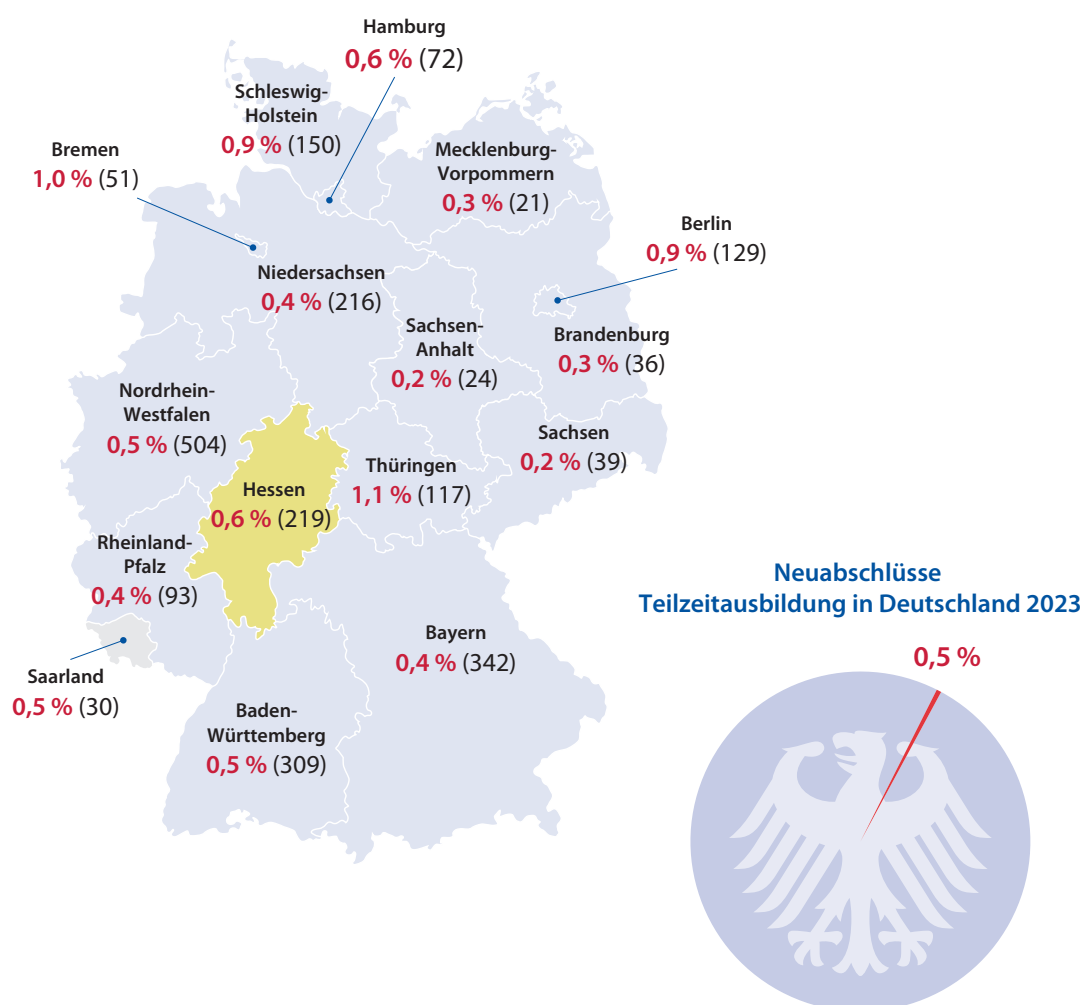 Hamburg
0,6 % (72)
Schleswig-
Holstein
0,9 % (150)
Bremen
1,0 % (51)
Mecklenburg-
Vorpommern
0,3 % (21)
Berlin
0,9 % (129)
Niedersachsen
0,4 % (216)
Sachsen-
Anhalt
0,2 % (24)
Brandenburg
0,3 % (36)
Nordrhein-
Westfalen
0,5 % (504)
Sachsen
0,2 % (39)
Thüringen
1,1 % (117)
Hessen
0,6 % (219)
Rheinland-
Pfalz
0,4 % (93)
Saarland
0,5 % (30)
Bayern
0,4 % (342)
Baden-
Württemberg
0,5 % (309)
Neuabschlüsse
Teilzeitausbildung in Deutschland 2023
0,5 %